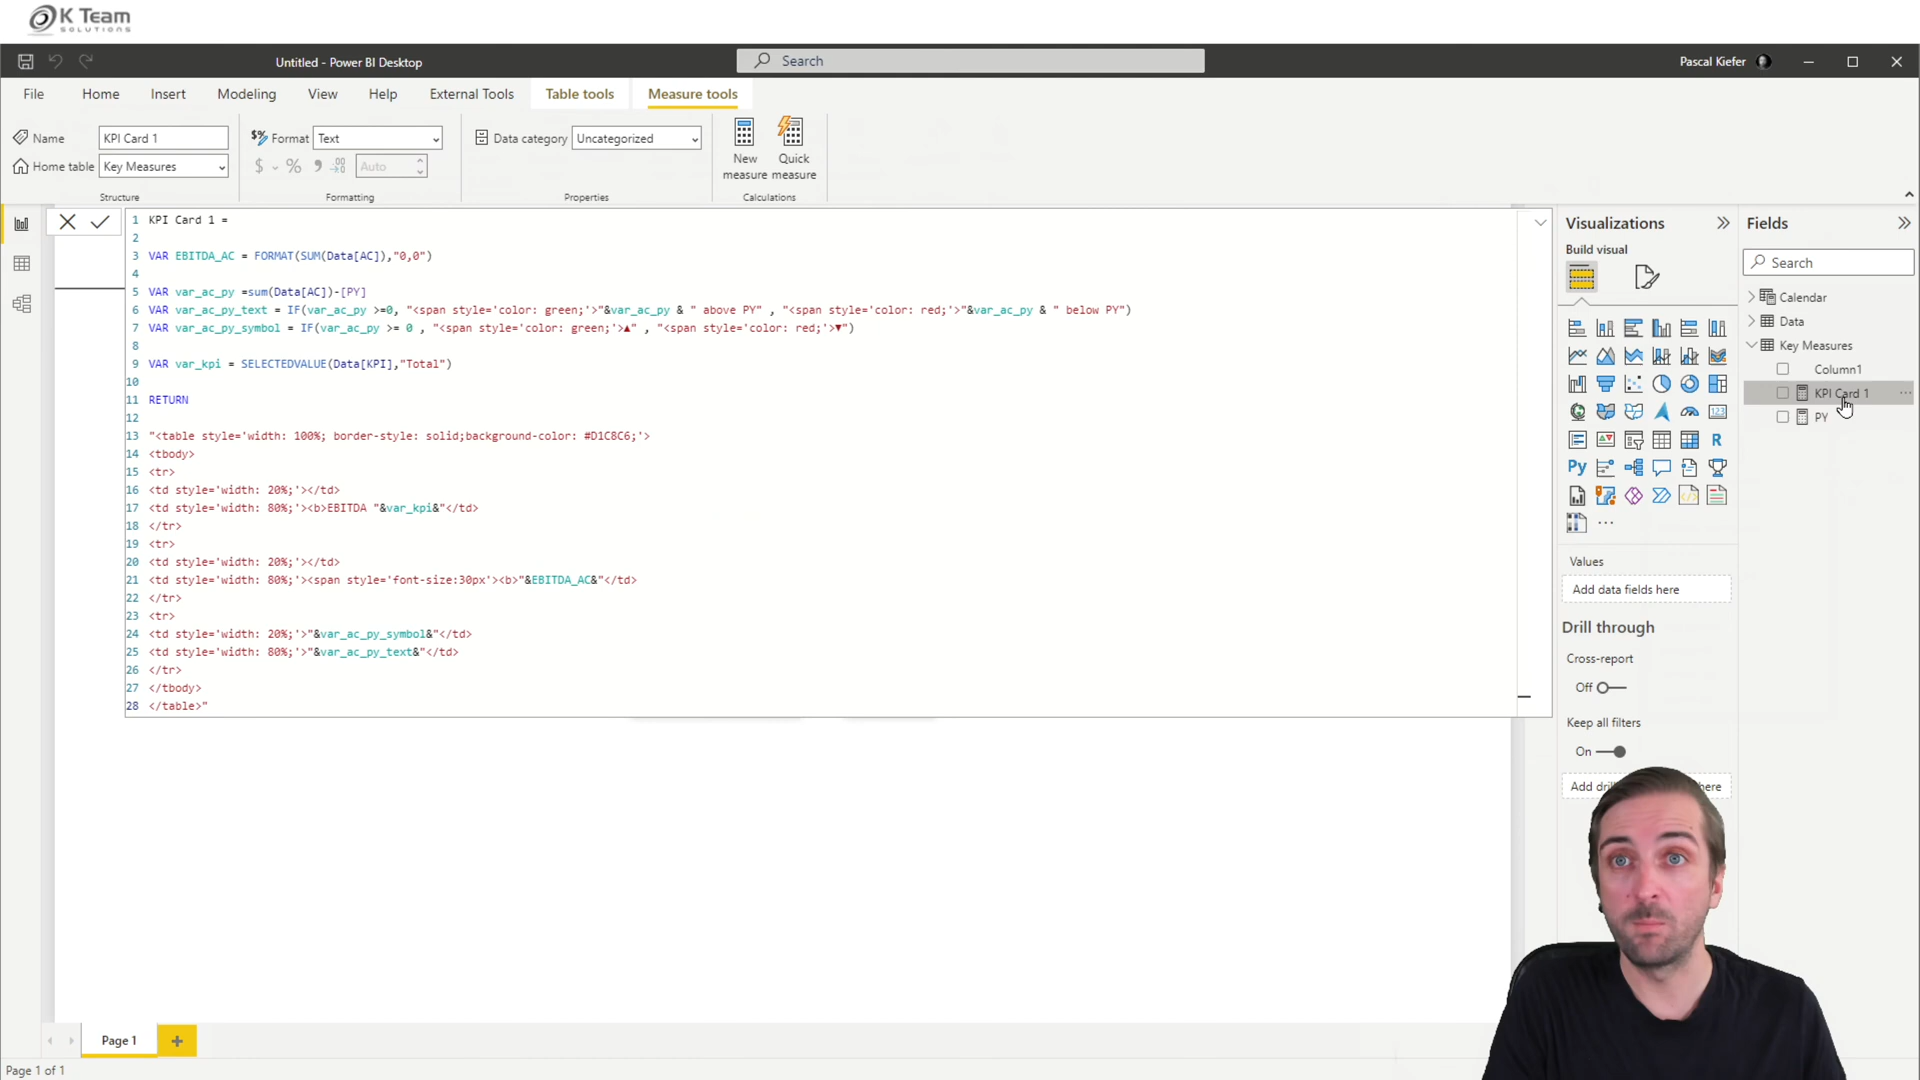 K Team
SOLUTIONS
Untitled - Power BI Desktop
Search
Pascal Kiefer
File
Home
Insert
Modeling
View
Help
External Tools
Table tools
Measure tools
Name
KPI Card 1
Format
Text
Data category
Uncategorized
New
measure
Quick
measure
Home table
Key Measures
$
%
Auto
Structure
Formatting
Properties
Calculations
1 KPI Card 1 =
2
3 VAR EBITDA_AC = FORMAT(SUM(Data[AC]),"0,0")
4
5 VAR var_ac_py =sum(Data[AC])-[PY]
6 VAR var_ac_py_text = IF(var_ac_py >=0, "<span style='color: green;'>"&var_ac_py & " above PY" , "<span style='color: red;'>"&var_ac_py & " below PY")
7 VAR var_ac_py_symbol = IF(var_ac_py >= 0 , "<span style='color: green;'>▲" , "<span style='color: red;'>▼")
8
9 VAR var_kpi = SELECTEDVALUE(Data[KPI],"Total")
10
11 RETURN
12
13 "<table style='width: 100%; border-style: solid;background-color: #D1C8C6;'>
14 <tbody>
15 <tr>
16 <td style='width: 20%;'></td>
17 <td style='width: 80%;'><b>EBITDA "&var_kpi&"</td>
18 </tr>
19 <tr>
20 <td style='width: 20%;'></td>
21 <td style='width: 80%;'><span style='font-size:30px'><b>"&EBITDA_AC&"</td>
22 </tr>
23 <tr>
24 <td style='width: 20%;'>"&var_ac_py_symbol&"</td>
25 <td style='width: 80%;'>"&var_ac_py_text&"</td>
26 </tr>
27 </tbody>
28 </table>"
Visualizations
Build visual
R
Py
123
Values
Add data fields here
Drill through
Cross-report
Off
Keep all filters
On
Add here
Fields
Search
Calendar
Data
Key Measures
Column1
KPI Card 1
PY
Page 1
Page 1 of 1